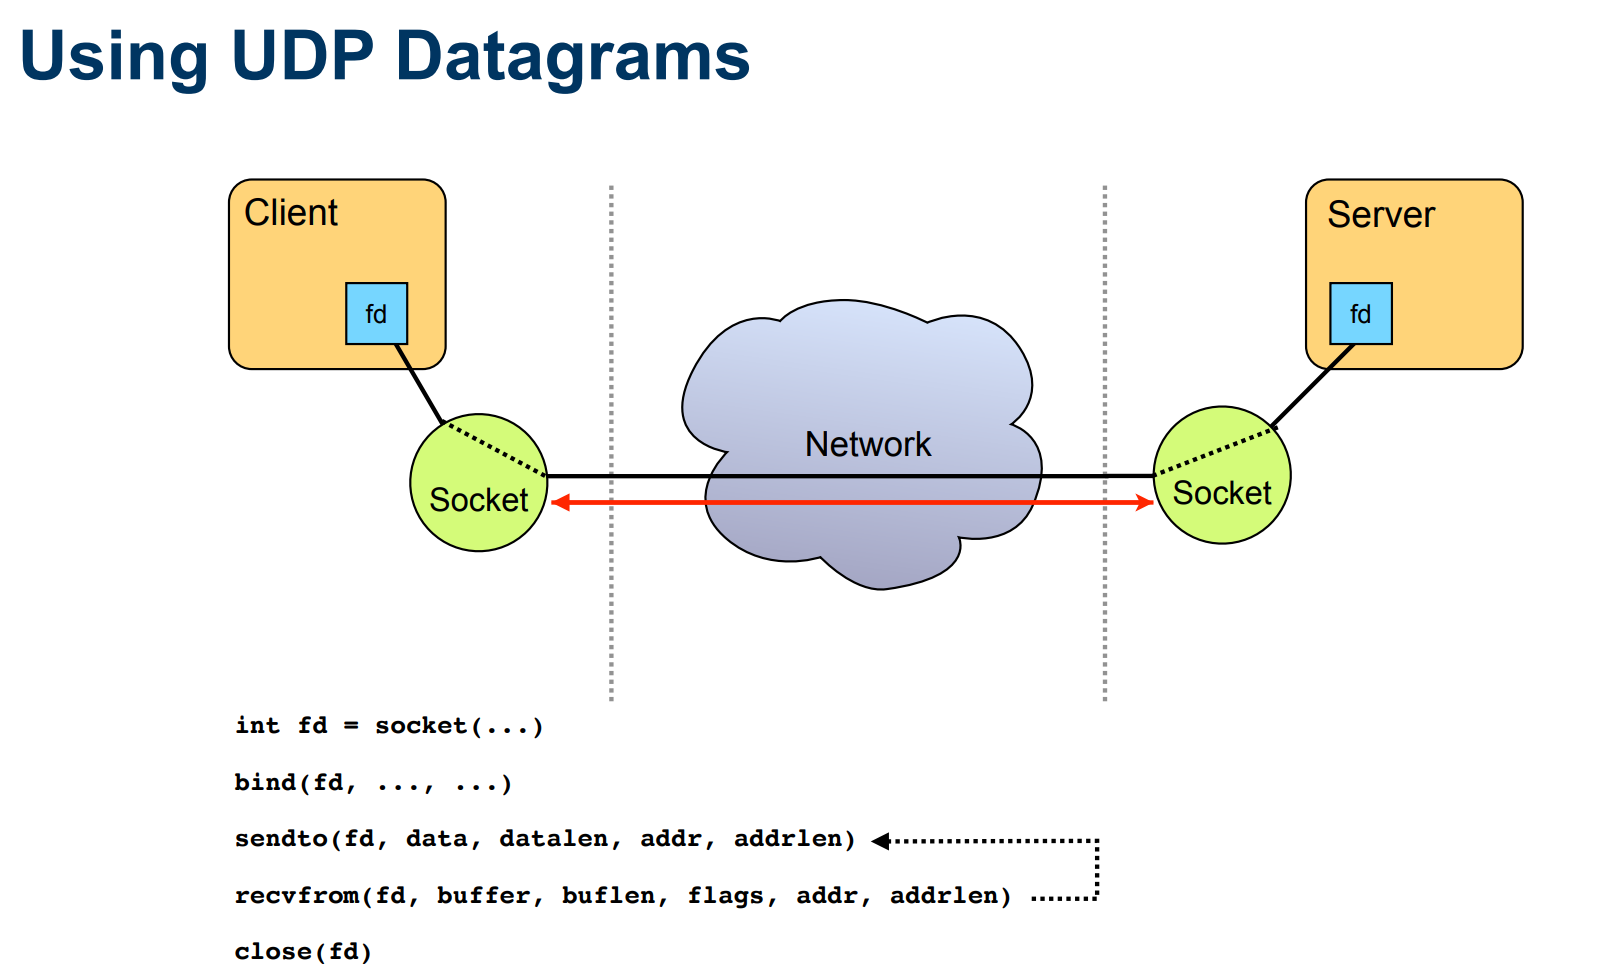 Using UDP Datagrams
Client
Server
fd
fd
Network
Socket
Socket
int fd = socket(...)
bind(fd, ..., ...)
sendto(fd, data, datalen, addr, addrlen)
recvfrom(fd, buffer, buflen, flags, addr, addrlen)
close(fd)